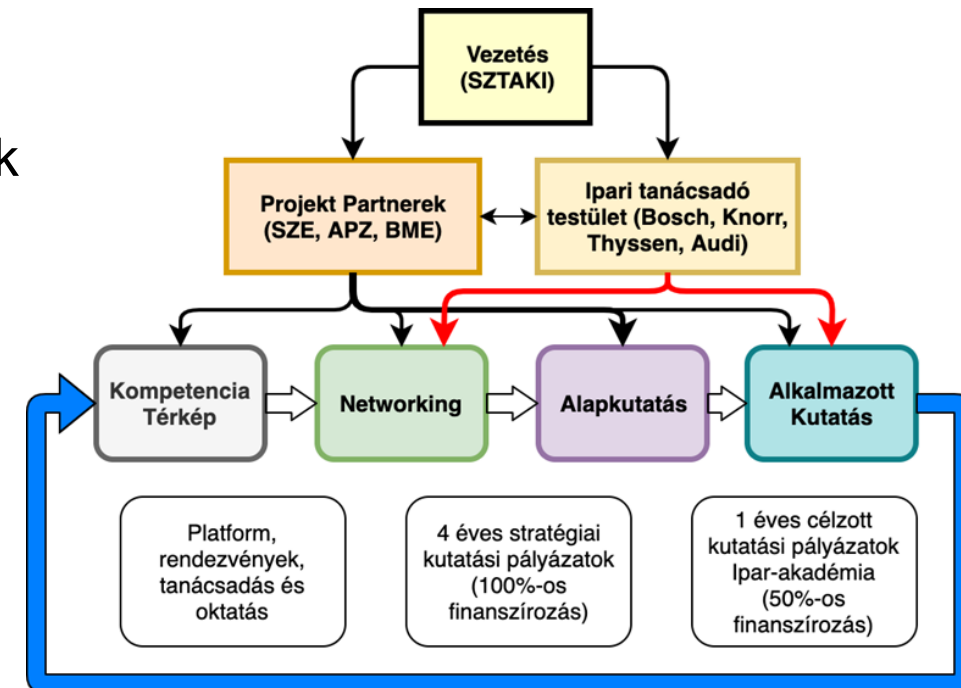 Vezetés
(SZTAKI)
k
Projekt Partnerek
(SZE, APZ, BME)
Ipari tanácsadó
testület (Bosch, Knorr,
Thyssen, Audi)
Kompetencia
Térkép
Networking
Alapkutatás
Alkalmazott
Kutatás
Platform,
rendezvények,
tanácsadás és
oktatás
4 éves stratégiai
kutatási pályázatok
(100%-os
finanszírozás)
1 éves célzott
kutatási pályázatok
Ipar-akadémia
(50%-os
finanszírozás)